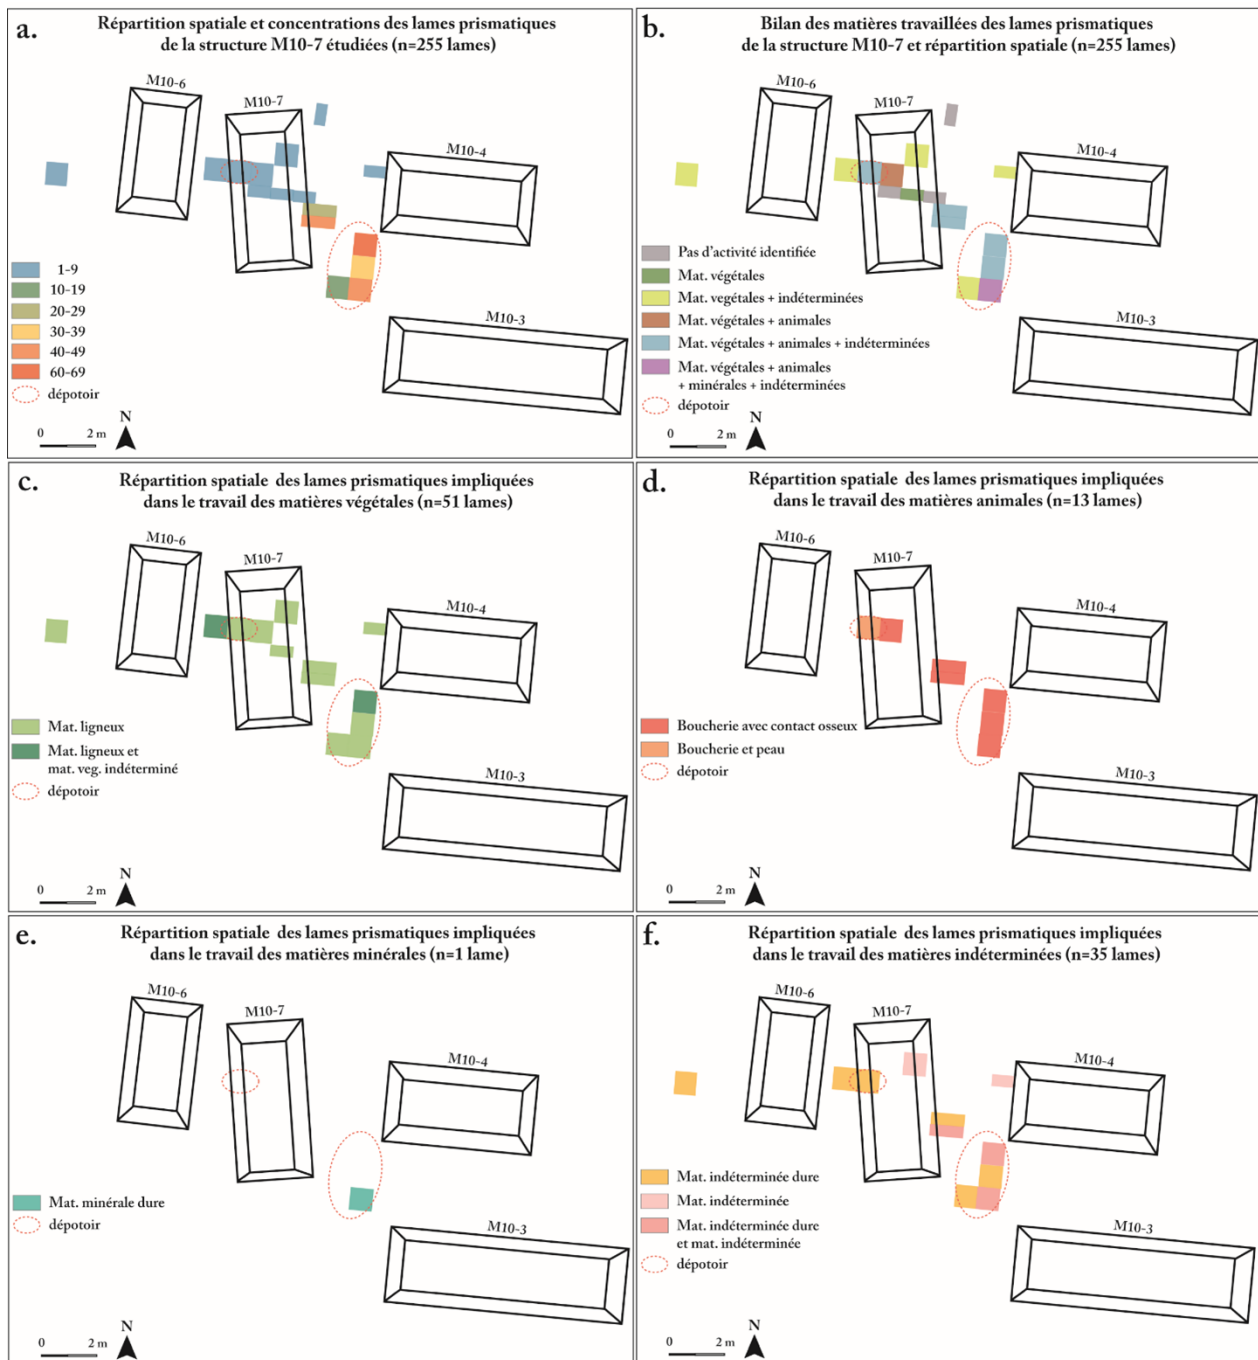 a.
Répartition spatiale et concentrations des lames prismatiques
de la structure M10-7 étudiées (n=255 lames)
M10-6
M10-7
M10-4
M10-3
1-9
10-19
20-29
30-39
40-49
60-69
dépotoir
0 2 m
N
b.
Bilan des matières travaillées des lames prismatiques
de la structure M10-7 et répartition spatiale (n=255 lames)
M10-6
M10-7
M10-4
M10-3
Pas d'activité identifiée
Mat. végétales
Mat. vegétales + indéterminées
Mat. végétales + animales
Mat. végétales + animales + indéterminées
Mat. végétales + animales
+ minérales + indéterminées
dépotoir
0 2 m
N
c.
Répartition spatiale des lames prismatiques impliquées
dans le travail des matières végétales (n=51 lames)
M10-6
M10-7
M10-4
M10-3
Mat. ligneux
Mat. ligneux et
mat. veg. indéterminé
dépotoir
0 2 m
N
d.
Répartition spatiale des lames prismatiques impliquées
dans le travail des matières animales (n=13 lames)
M10-6
M10-7
M10-4
M10-3
Boucherie avec contact osseux
Boucherie et peau
dépotoir
0 2 m
N
e.
Répartition spatiale des lames prismatiques impliquées
dans le travail des matières minérales (n=1 lame)
M10-6
M10-7
M10-4
M10-3
Mat. minérale dure
dépotoir
0 2 m
N
f.
Répartition spatiale des lames prismatiques impliquées
dans le travail des matières indéterminées (n=35 lames)
M10-6
M10-7
M10-4
M10-3
Mat. indéterminée dure
Mat. indéterminée
Mat. indéterminée dure
et mat. indéterminée
dépotoir
0 2 m
N